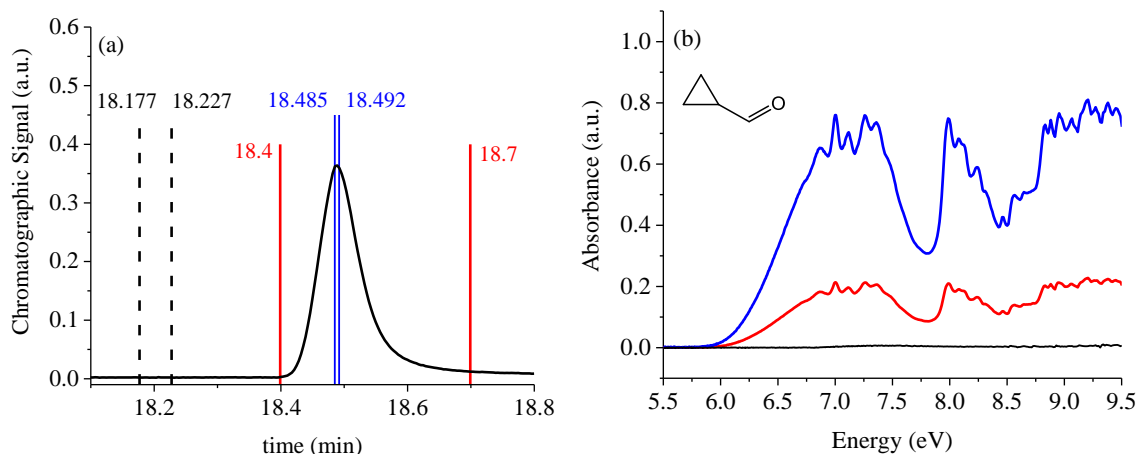 (a)
Chromatographic Signal (a.u.)
0.6
0.5
0.4
0.3
0.2
0.1
0.0
18.177 18.227 18.485 18.492
18.4 18.7
18.2 18.4 18.6 18.8
time (min)
(b)
Absorbance (a.u.)
1.0
0.8
0.6
0.4
0.2
0.0
O
5.5 6.0 6.5 7.0 7.5 8.0 8.5 9.0 9.5
Energy (eV)